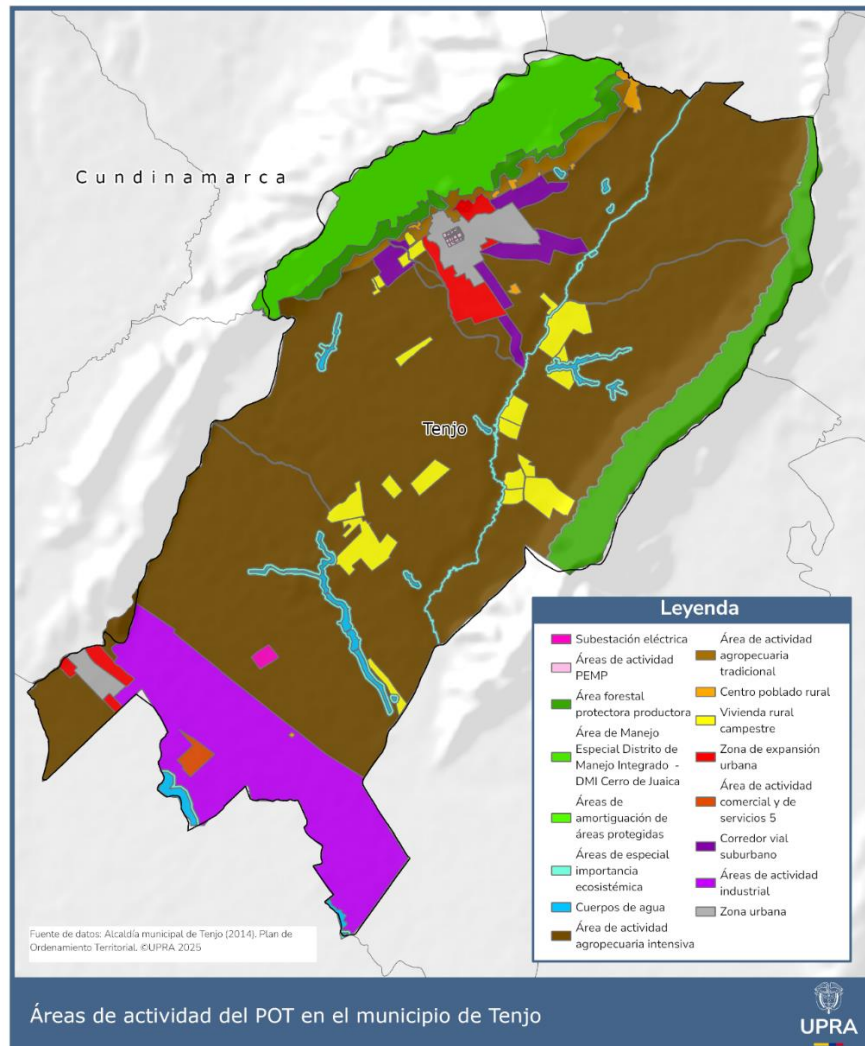 Cundinamarca
Tenjo
Leyenda
Subestación eléctrica
Áreas de actividad
PEMP
Área forestal
protectora productora
Área de Manejo
Especial Distrito de
Manejo Integrado -
DMI Cerro de Juaica
Áreas de
amortiguación de
áreas protegidas
Áreas de especial
importancia
ecosistémica
Cuerpos de agua
Área de actividad
agropecuaria intensiva
Área de actividad
agropecuaria
tradicional
Centro poblado rural
Vivienda rural
campestre
Zona de expansión
urbana
Área de actividad
comercial y de
servicios 5
Corredor vial
suburbano
Áreas de actividad
industrial
Zona urbana
Fuente de datos: Alcaldía municipal de Tenjo (2014). Plan de
Ordenamiento Territorial. ©UPRA 2025
Áreas de actividad del POT en el municipio de Tenjo
UPRA